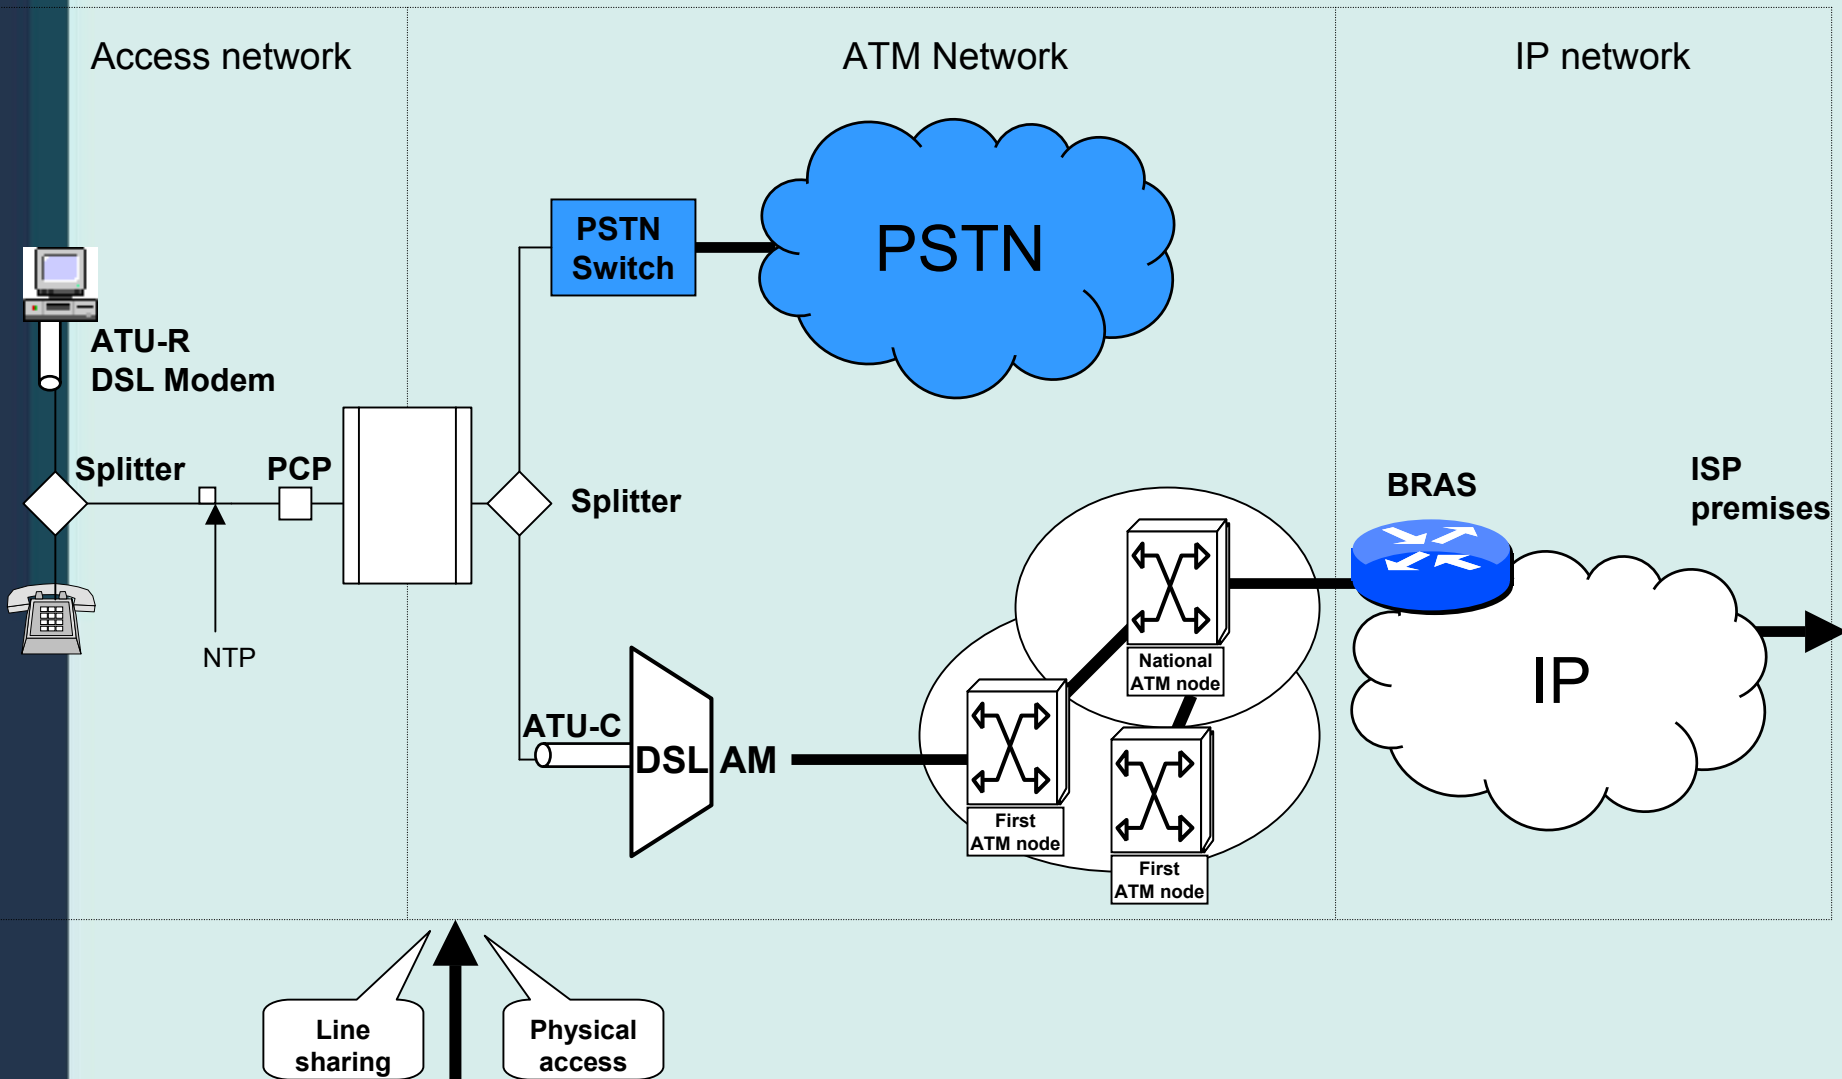 Access network
ATM Network
IP network
PSTN
Switch
PSTN
ATU-R
DSL Modem
Splitter
PCP
Splitter
NTP
BRAS
ISP
premises
IP
ATU-C
DSL AM
National
ATM node
First
ATM node
First
ATM node
Line
sharing
Physical
access